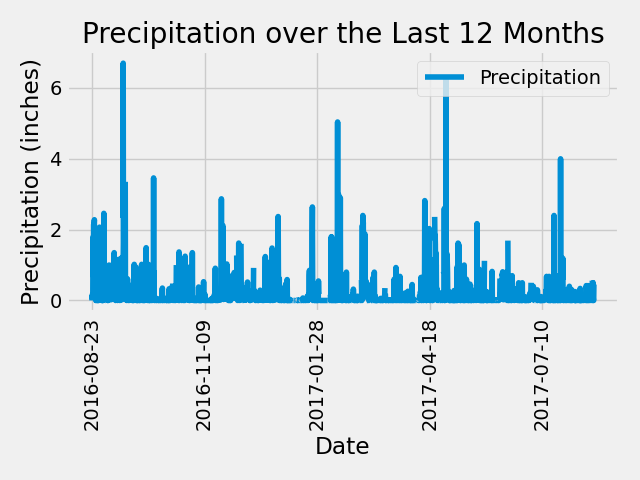 Precipitation over the Last 12 Months
Precipitation
Precipitation (inches)
6
4
2
0
2016-08-23
2016-11-09
2017-01-28
2017-04-18
2017-07-10
Date